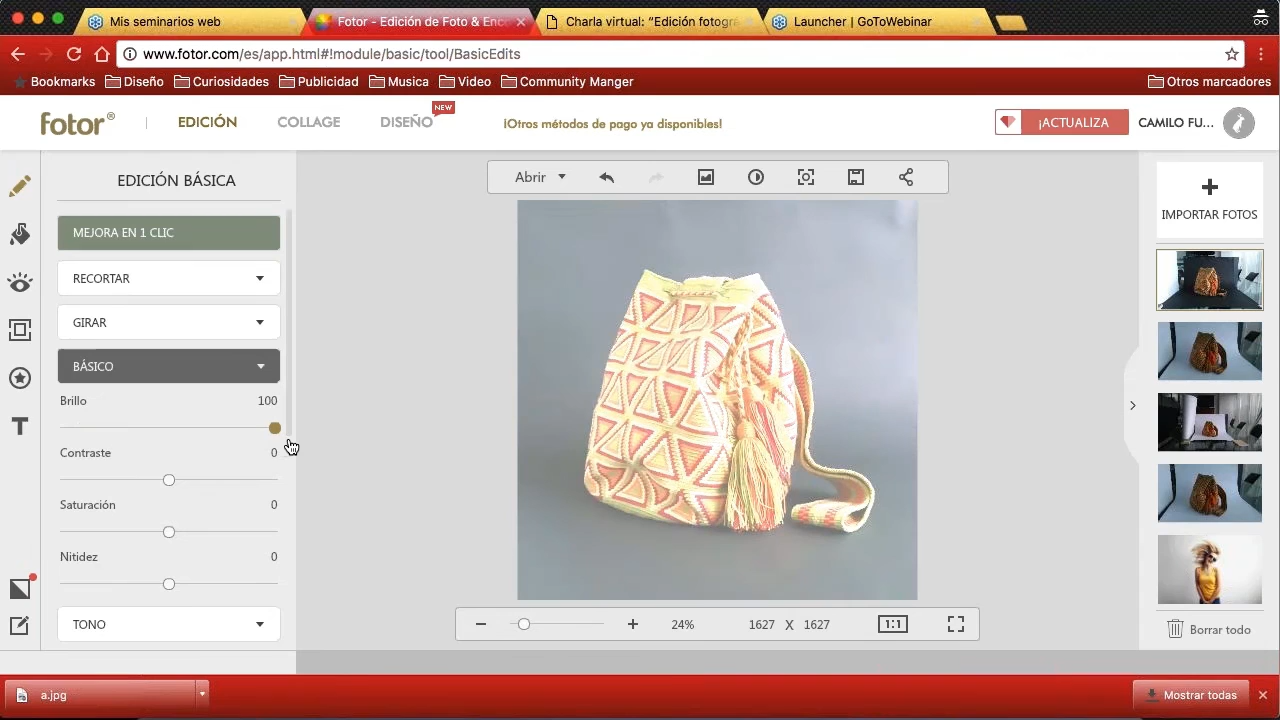 Mis seminarios web
Fotor - Edición de Foto & Enc
Charla virtual: "Edición fotográ
Launcher | GoToWebinar
www.fotor.com/es/app.html#!module/basic/tool/BasicEdits
Bookmarks Diseño Curiosidades Publicidad Musica Video Community Manger Otros marcadores
fotor® EDICIÓN COLLAGE DISEÑO NEW ¡Otros métodos de pago ya disponibles! ¡ACTUALIZA CAMILO FU...
EDICIÓN BÁSICA
MEJORA EN 1 CLIC
RECORTAR
GIRAR
BÁSICO
Brillo 100
Contraste 0
Saturación 0
Nitidez 0
TONO
Abrir
24% 1627 X 1627 1:1
IMPORTAR FOTOS
Borrar todo
a.jpg
Mostrar todas